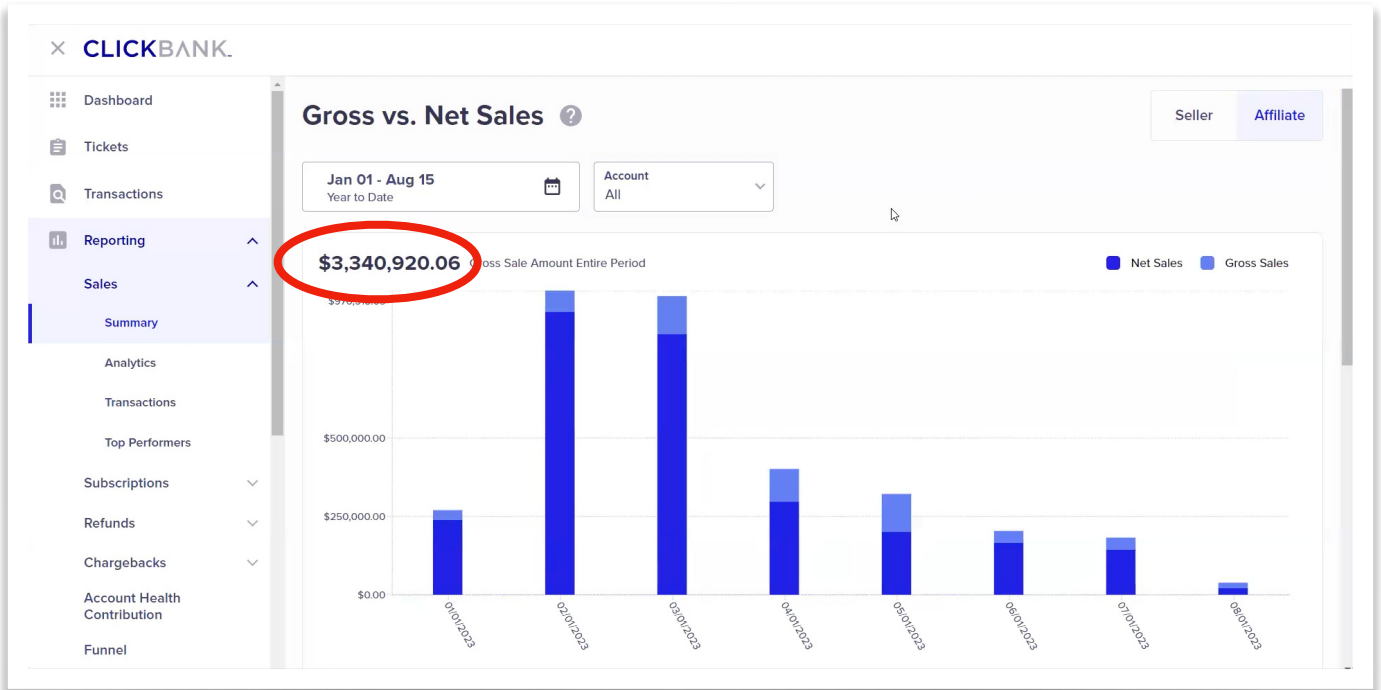 CLICKBANK
Dashboard
Tickets
Transactions
Reporting
Sales
Summary
Analytics
Transactions
Top Performers
Subscriptions
Refunds
Chargebacks
Account Health
Contribution
Funnel
Gross vs. Net Sales ?
Seller Affiliate
Jan 01 - Aug 15
Year to Date
Account
All
$3,340,920.06 Sale Amount Entire Period
Net Sales Gross Sales
$500,000.00
$250,000.00
$0.00
01/01/2023
02/01/2023
03/01/2023
04/01/2023
05/01/2023
06/01/2023
07/01/2023
08/01/2023